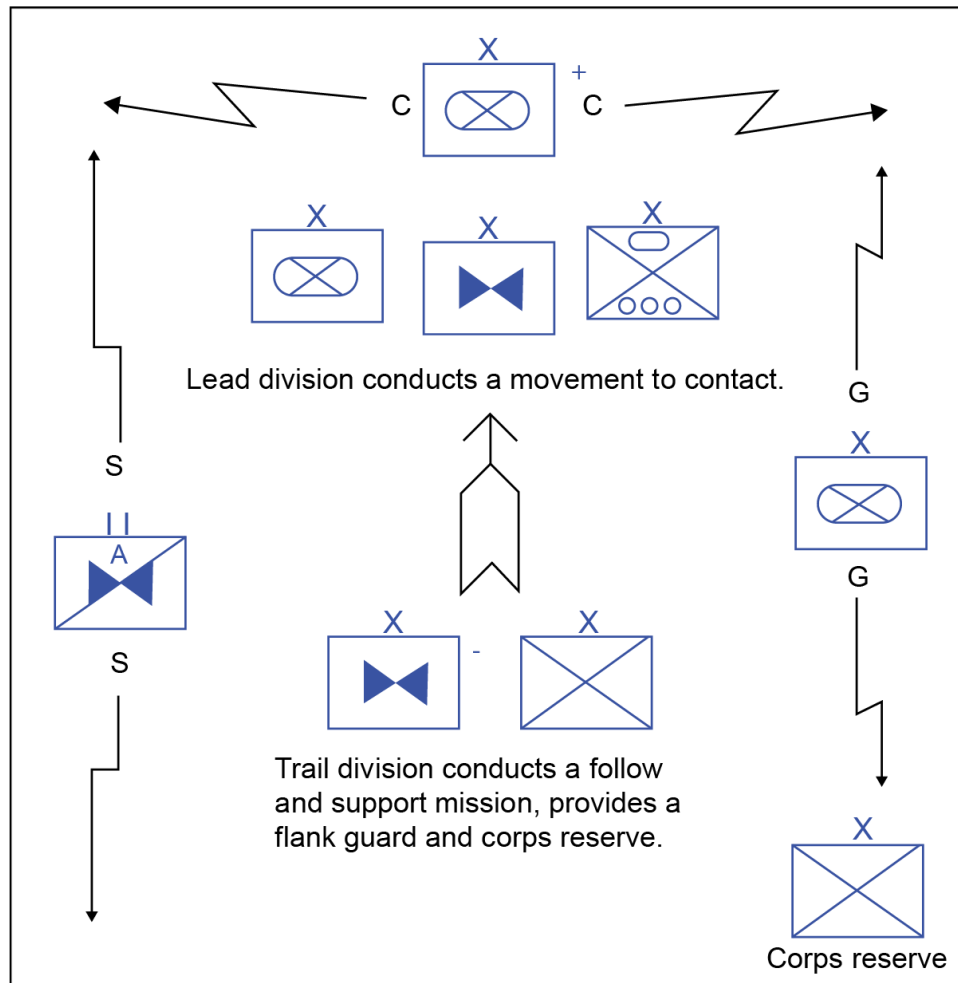 X
+
C C
X X X
Lead division conducts a movement to contact.
G
X
S
II
A
G
S
X - X
Trail division conducts a follow
and support mission, provides a
flank guard and corps reserve.
X
Corps reserve